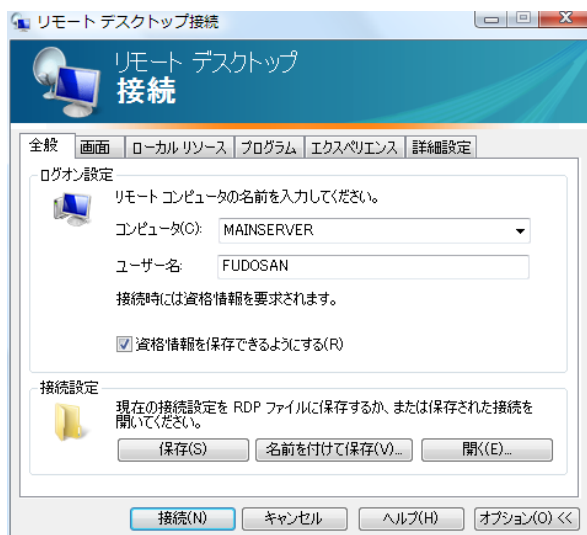 リモート デスクトップ接続
リモート デスクトップ
接続
全般 画面 ローカル リソース プログラム エクスペリエンス 詳細設定
ログオン設定
リモート コンピュータの名前を入力してください。
コンピュータ(C): MAINSERVER
ユーザー名: FUDOSAN
接続時には資格情報を要求されます。
資格情報を保存できるようにする(R)
接続設定
現在の接続設定を RDP ファイルに保存するか、または保存された接続を
開いてください。
保存(S) 名前を付けて保存(V)... 開く(E)...
接続(N) キャンセル ヘルプ(H) オプション(O) <<